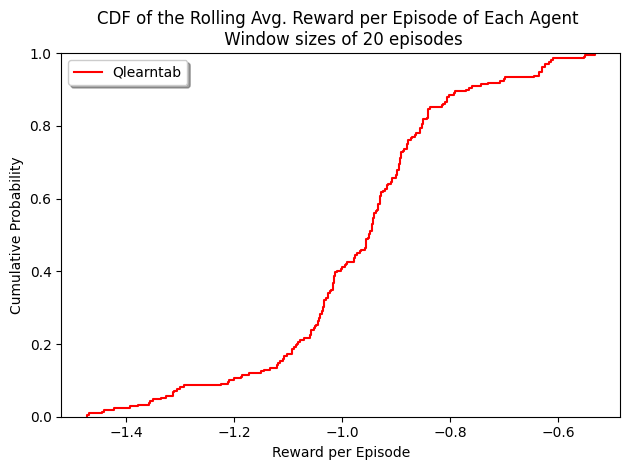 CDF of the Rolling Avg. Reward per Episode of Each Agent
Window sizes of 20 episodes
Qlearntab
1.0
0.8
0.6
0.4
0.2
0.0
Cumulative Probability
−1.4
−1.2
−1.0
−0.8
−0.6
Reward per Episode